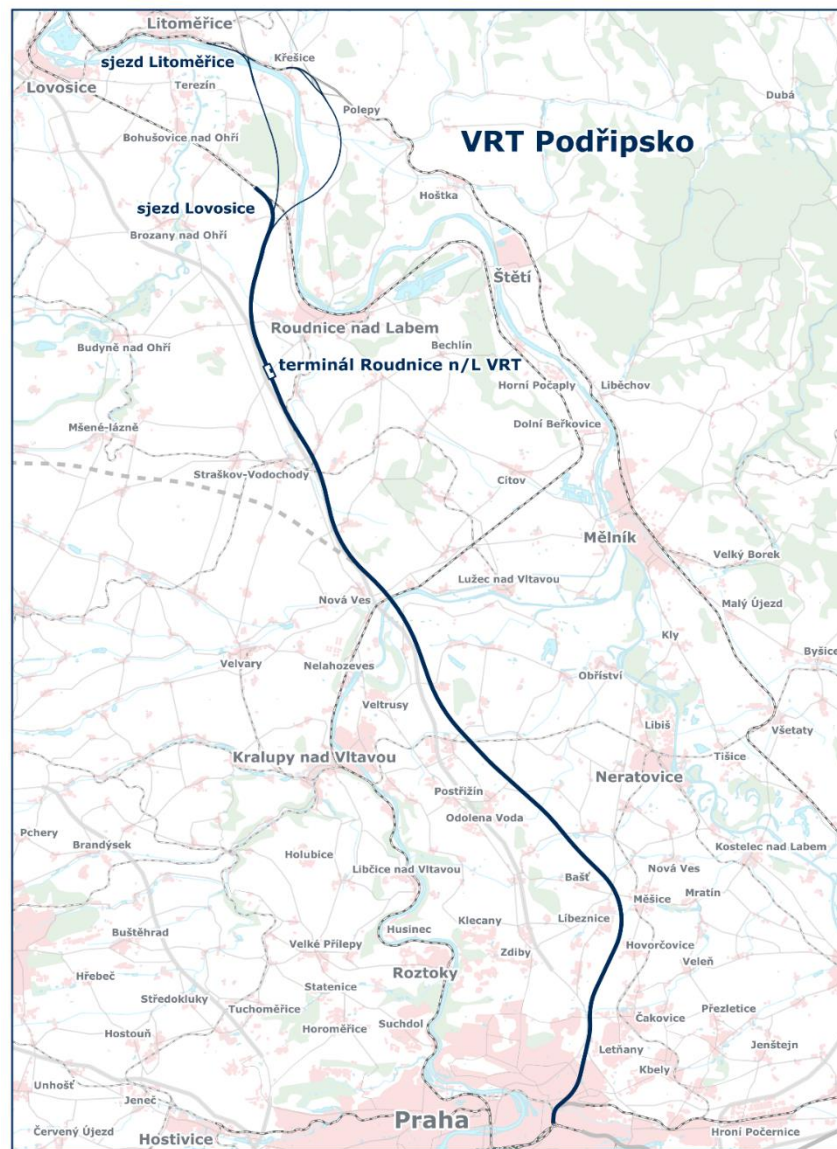 Litoměřice
sjezd Litoměřice
Křešice
Lovosice
Terezín
Polepy
Dubá
Bohušovice nad Ohří
VRT Podřipsko
Hoštka
sjezd Lovosice
Brozany nad Ohří
Štětí
Roudnice nad Labem
Budyně nad Ohří
Bechlín
terminál Roudnice n/L VRT
Horní Počaply
Liběchov
Mšené-lázně
Dolní Beřkovice
Straškov-Vodochody
Cítov
Mělník
Velký Borek
Lužec nad Vltavou
Nová Ves
Malý Újezd
Kly
Byšice
Velvary
Nelahozeves
Obříství
Veltrusy
Libiš
Všetaty
Kralupy nad Vltavou
Tišice
Neratovice
Postřižín
Odolena Voda
Pchery
Brandýsek
Kostelec nad Labem
Holubice
Libčice nad Vltavou
Bašť
Nová Ves
Měšice
Mratín
Buštěhrad
Husinec
Klecany
Líbeznice
Velké Přílepy
Zdiby
Hovorčovice
Veleň
Hřebeč
Roztoky
Statenice
Středokluky
Tuchoměřice
Přezletice
Hostouň
Horoměřice
Suchdol
Čakovice
Letňany
Jenštejn
Unhošť
Kbely
Jeneč
Praha
Červený Újezd
Hostivice
Horní Počernice